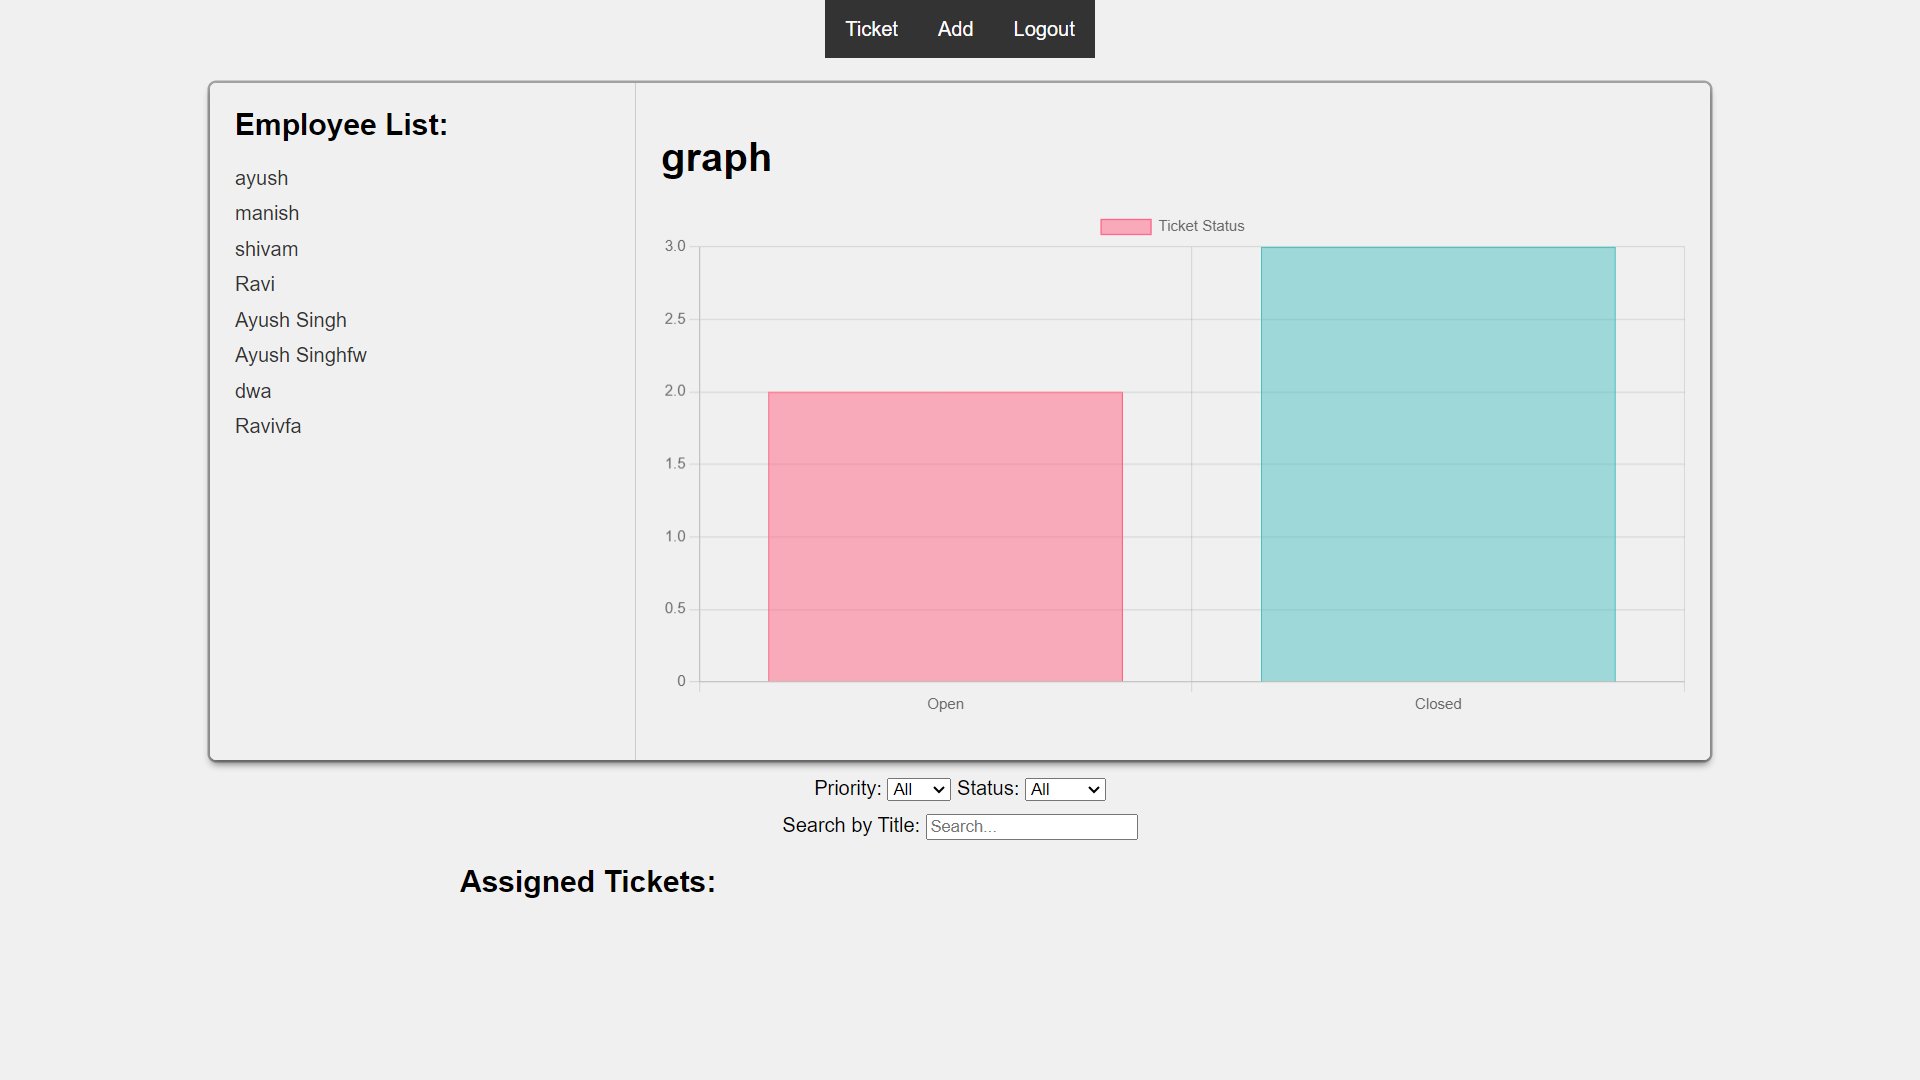 Ticket Add Logout
Employee List:
ayush
manish
shivam
Ravi
Ayush Singh
Ayush Singhfw
dwa
Ravivfa
graph
Ticket Status
3.0
2.5
2.0
1.5
1.0
0.5
0
Open Closed
Priority: All Status: All
Search by Title: Search...
Assigned Tickets: